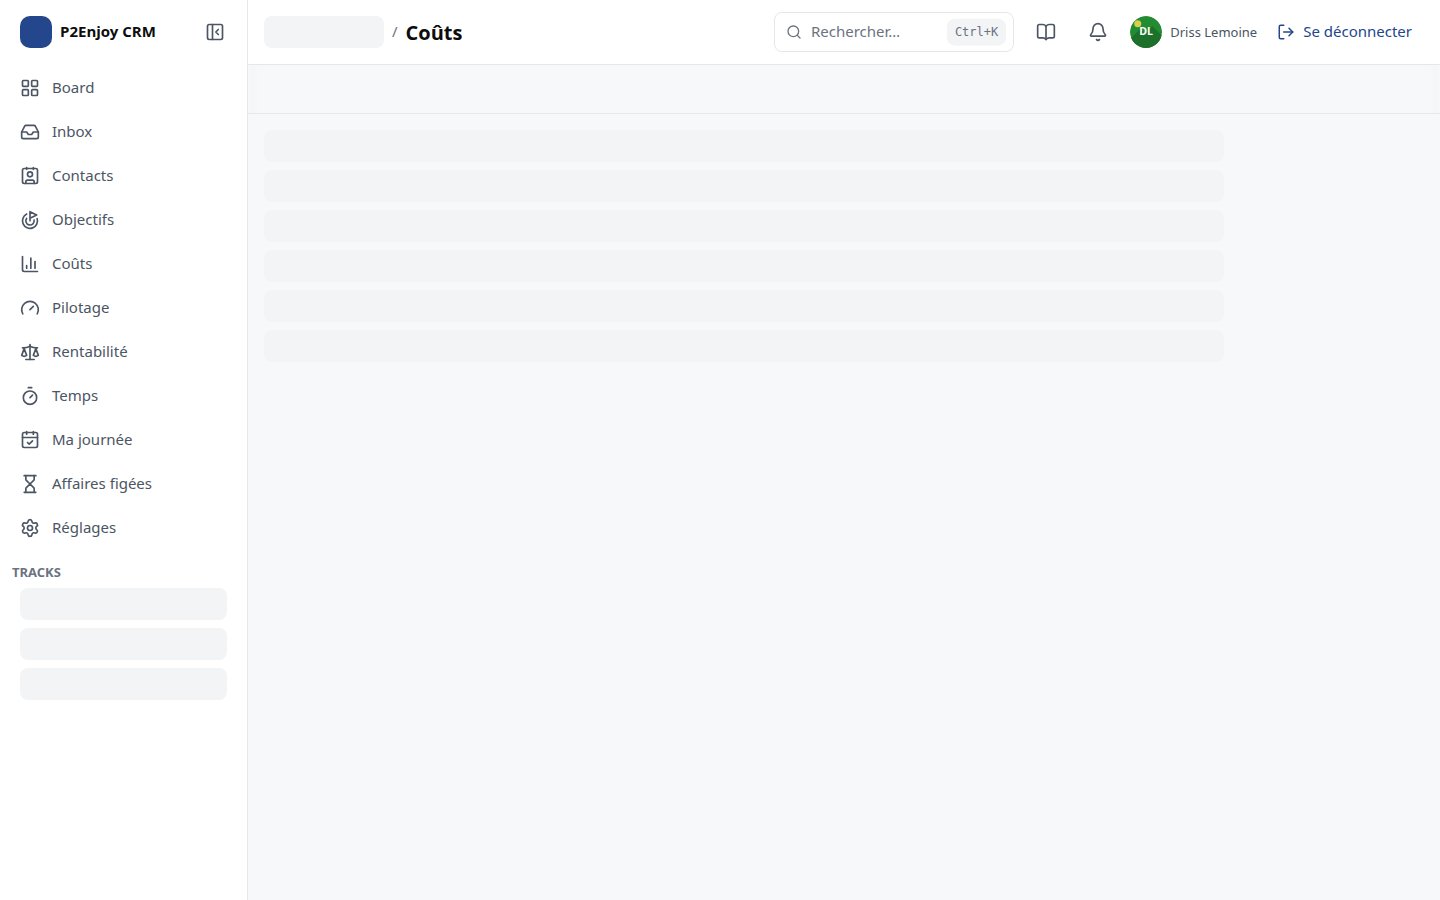 P2Enjoy CRM
/ Coûts
Rechercher...
Ctrl+K
DL
Driss Lemoine
Se déconnecter
Board
Inbox
Contacts
Objectifs
Coûts
Pilotage
Rentabilité
Temps
Ma journée
Affaires figées
Réglages
TRACKS